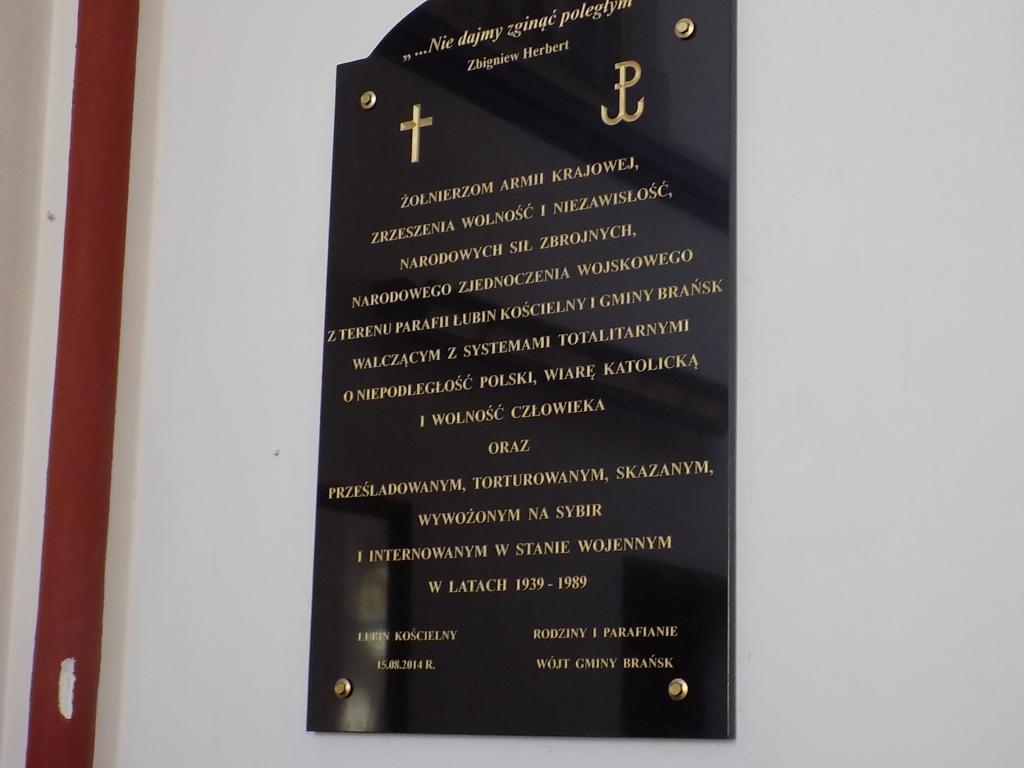 „ ...Nie dajmy zginąć poległym
Zbigniew Herbert
ŻOŁNIERZOM ARMII KRAJOWEJ,
ZRZESZENIA WOLNOŚĆ I NIEZAWISŁOŚĆ,
NARODOWYCH SIŁ ZBROJNYCH,
NARODOWEGO ZJEDNOCZENIA WOJSKOWEGO
Z TERENU PARAFII ŁUBIN KOŚCIELNY I GMINY BRAŃSK
WALCZĄCYM Z SYSTEMAMI TOTALITARNYMI
O NIEPODLEGŁOŚĆ POLSKI, WIARĘ KATOLICKĄ
I WOLNOŚĆ CZŁOWIEKA
ORAZ
PRZEŚLADOWANYM, TORTUROWANYM, SKAZANYM,
WYWOŻONYM NA SYBIR
I INTERNOWANYM W STANIE WOJENNYM
W LATACH 1939 - 1989
ŁUBIN KOŚCIELNY
15.08.2014 R.
RODZINY I PARAFIANIE
WÓJT GMINY BRAŃSK